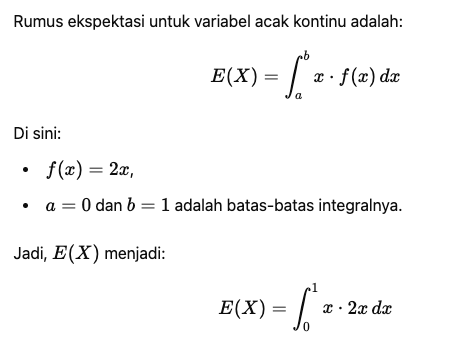 Rumus ekspektasi untuk variabel acak kontinu adalah:
E(X) = ∫_a^b x · f(x) dx
Di sini:
• f(x) = 2x,
• a = 0 dan b = 1 adalah batas-batas integralnya.
Jadi, E(X) menjadi:
E(X) = ∫_0^1 x · 2x dx